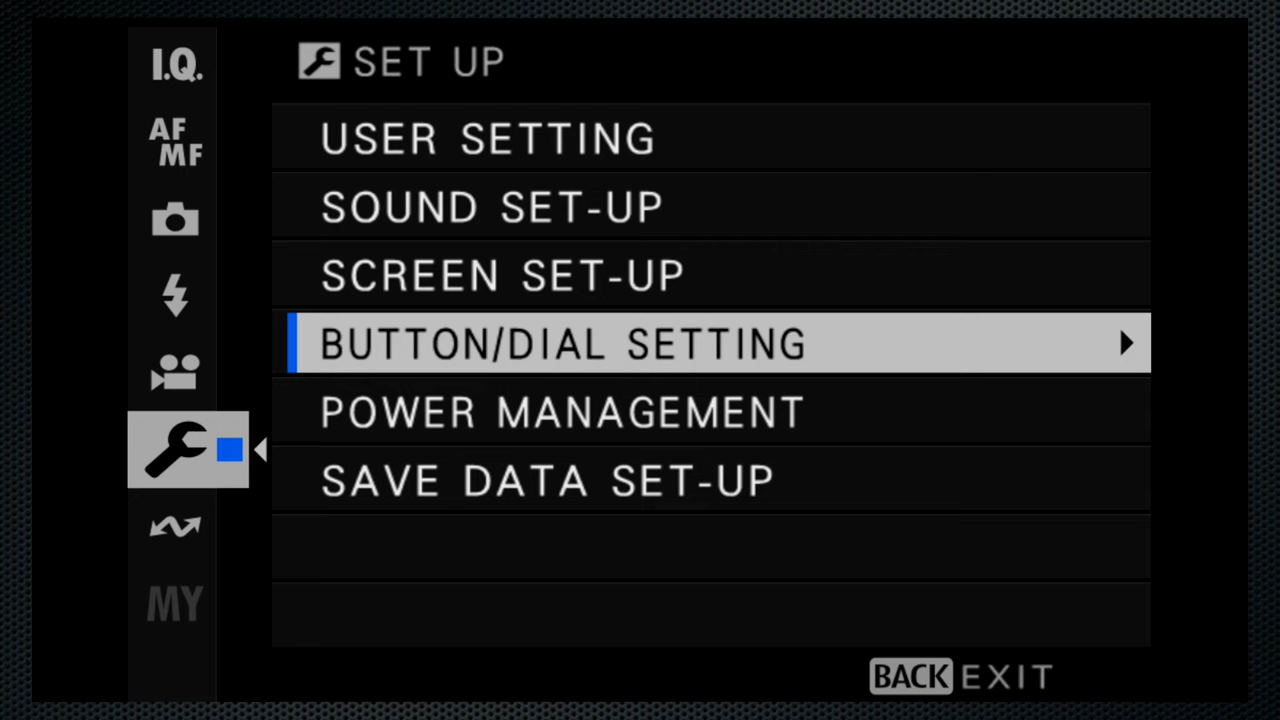 I.Q.
AF
MF
MY
SET UP
USER SETTING
SOUND SET-UP
SCREEN SET-UP
BUTTON/DIAL SETTING
POWER MANAGEMENT
SAVE DATA SET-UP
BACK EXIT